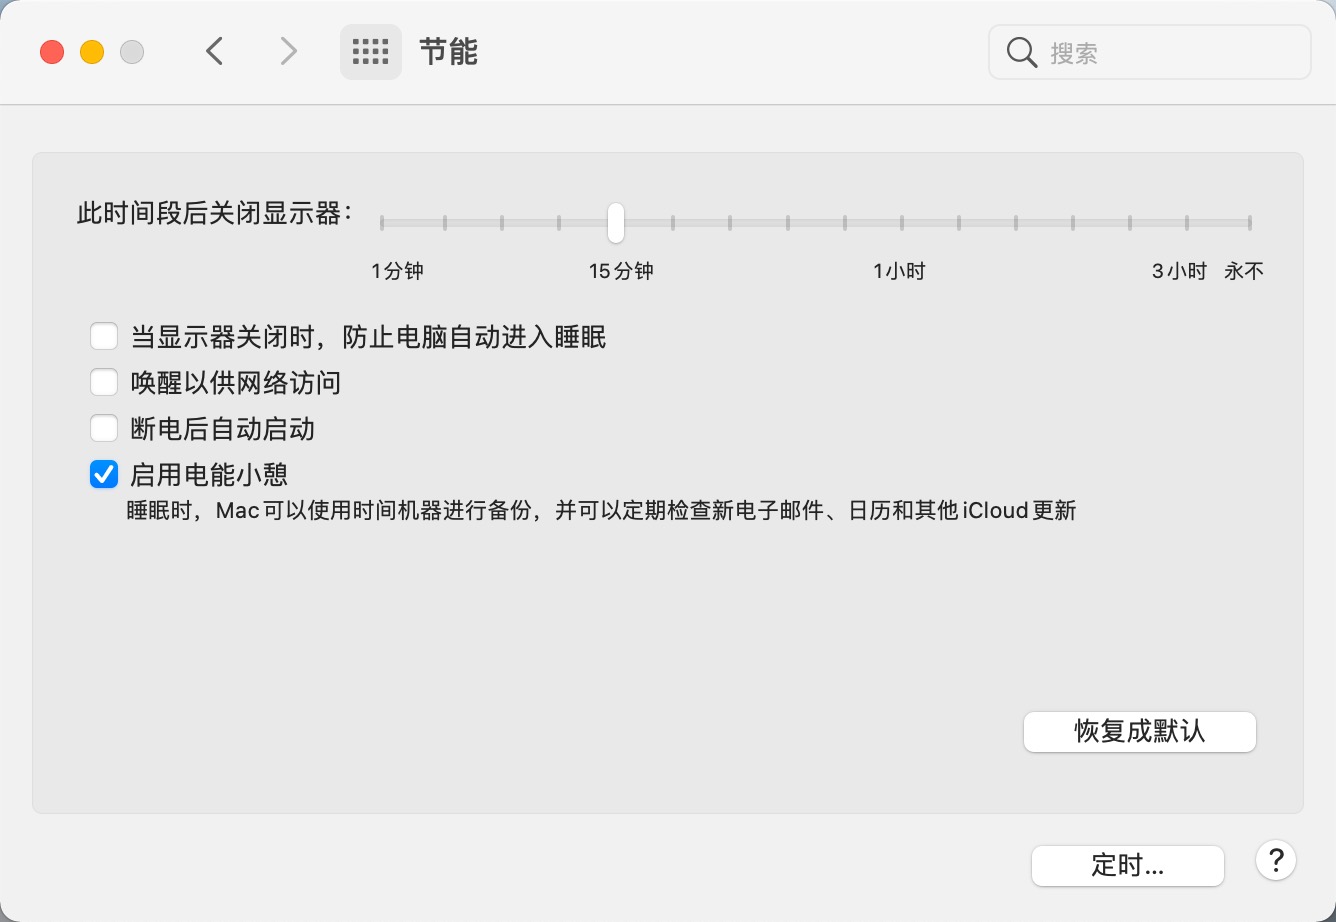 节能
搜索
此时间段后关闭显示器：
1分钟 15分钟 1小时 3小时 永不
当显示器关闭时，防止电脑自动进入睡眠
唤醒以供网络访问
断电后自动启动
启用电能小憩
睡眠时，Mac可以使用时间机器进行备份，并可以定期检查新电子邮件、日历和其他iCloud更新
恢复成默认
定时...
?